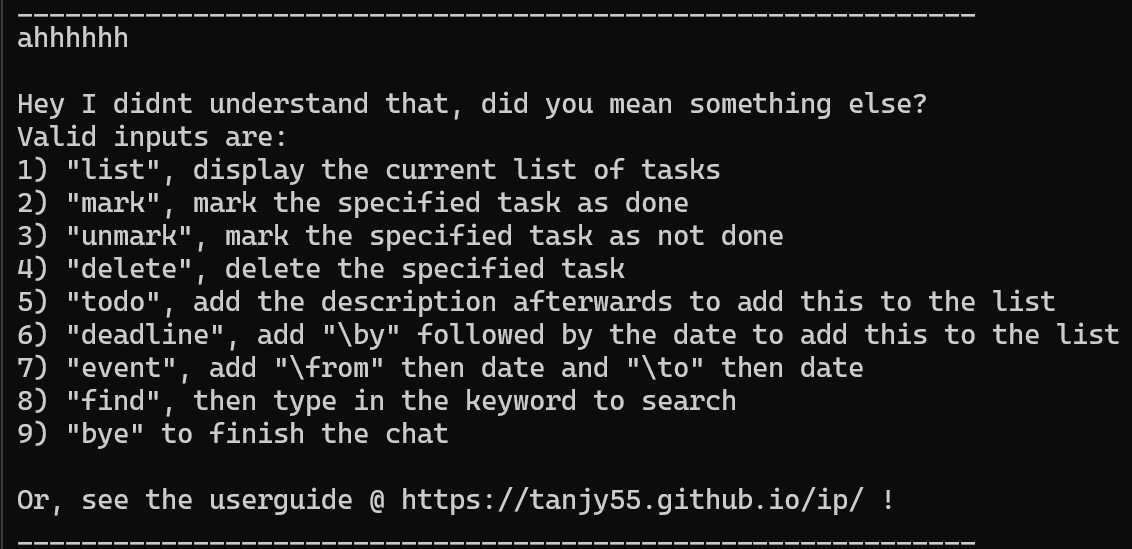 ____________________________________________________________
ahhhhhh
Hey I didnt understand that, did you mean something else?
Valid inputs are:
1) "list", display the current list of tasks
2) "mark", mark the specified task as done
3) "unmark", mark the specified task as not done
4) "delete", delete the specified task
5) "todo", add the description afterwards to add this to the list
6) "deadline", add "\by" followed by the date to add this to the list
7) "event", add "\from" then date and "\to" then date
8) "find", then type in the keyword to search
9) "bye" to finish the chat
Or, see the userguide @ https://tanjy55.github.io/ip/ !
____________________________________________________________